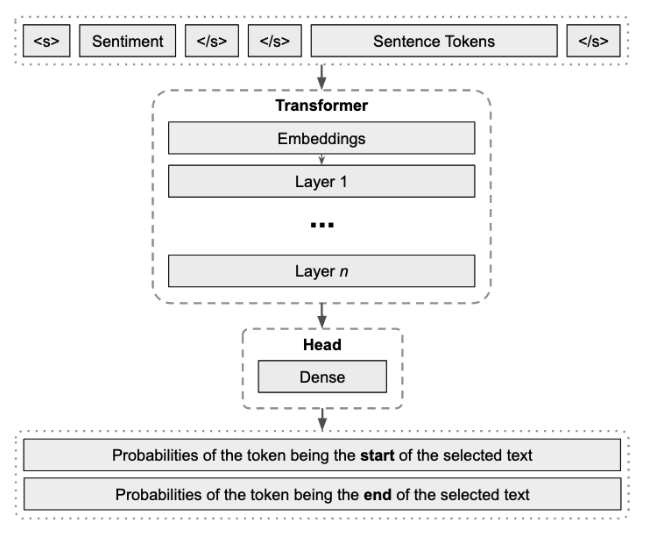 <s> Sentiment </s> </s> Sentence Tokens </s>
Transformer
Embeddings
Layer 1
...
Layer n
Head
Dense
Probabilities of the token being the start of the selected text
Probabilities of the token being the end of the selected text